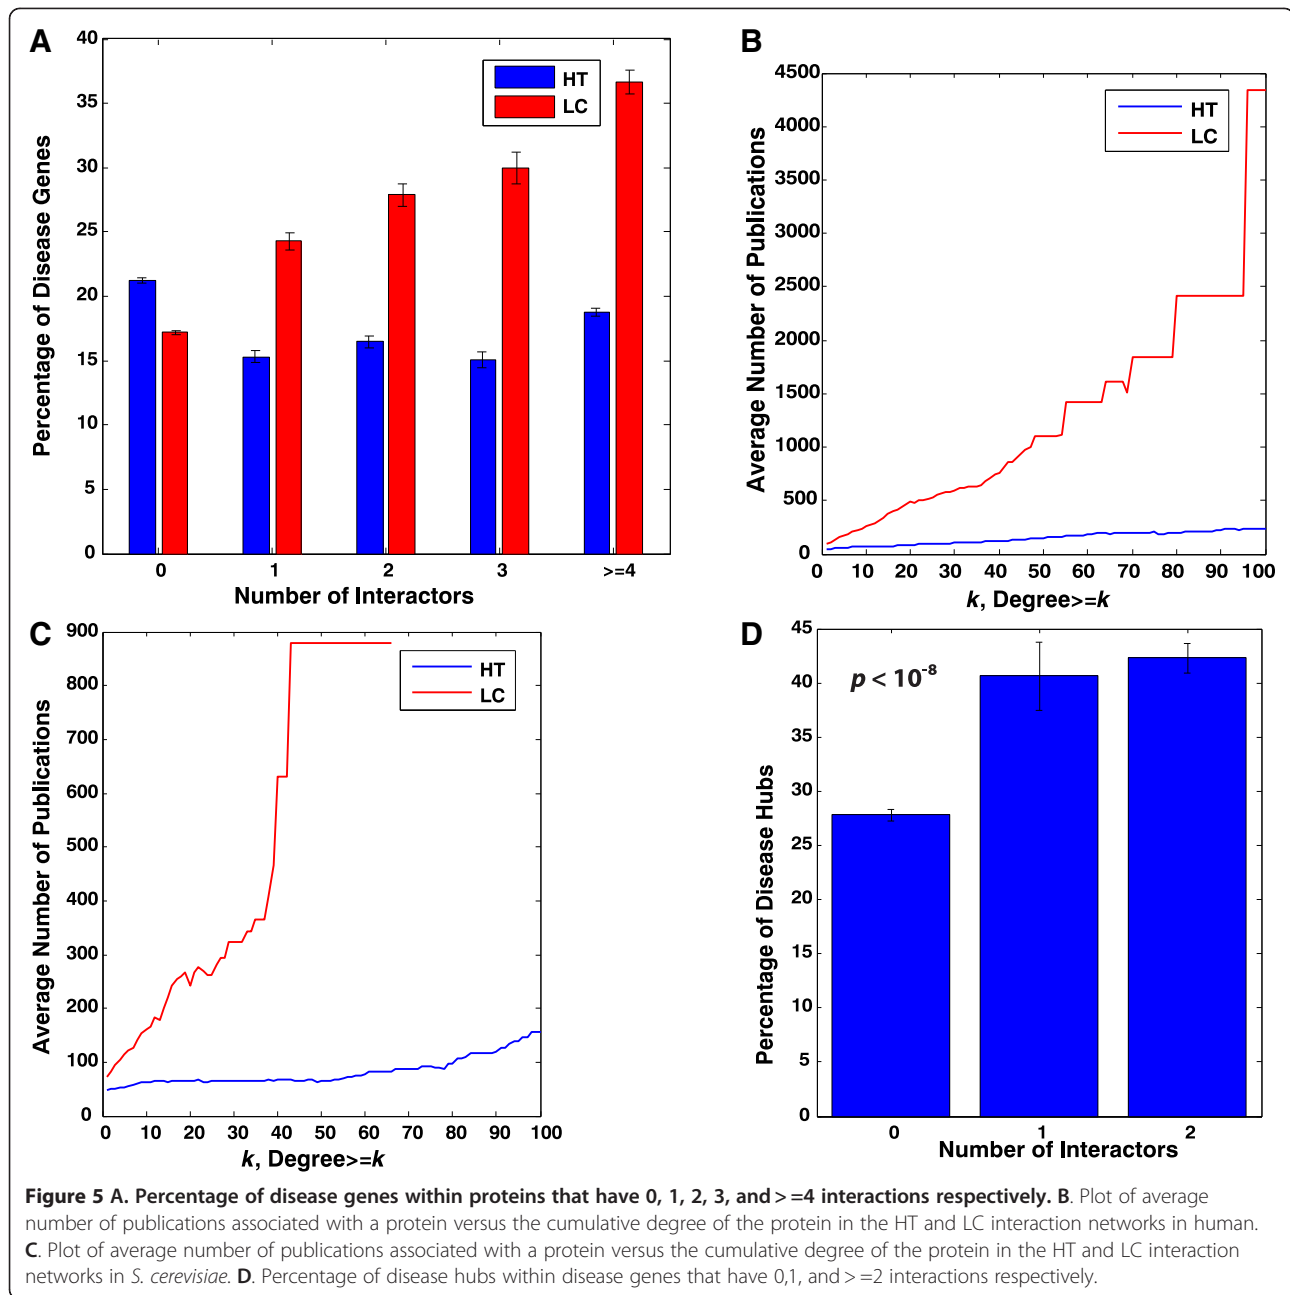 A
40
35
30
25
20
15
10
5
0
Percentage of Disease Genes
HT
LC
0 1 2 3 >=4
Number of Interactors
B
4500
4000
3500
3000
2500
2000
1500
1000
500
0
Average Number of Publications
HT
LC
0 10 20 30 40 50 60 70 80 90 100
k, Degree>=k
C
900
800
700
600
500
400
300
200
100
0
Average Number of Publications
HT
LC
0 10 20 30 40 50 60 70 80 90 100
k, Degree>=k
D
45
40
35
30
25
20
15
10
5
0
Percentage of Disease Hubs
p < 10-8
0 1 2
Number of Interactors
Figure 5 A. Percentage of disease genes within proteins that have 0, 1, 2, 3, and > =4 interactions respectively. B. Plot of average
number of publications associated with a protein versus the cumulative degree of the protein in the HT and LC interaction networks in human.
C. Plot of average number of publications associated with a protein versus the cumulative degree of the protein in the HT and LC interaction
networks in S. cerevisiae. D. Percentage of disease hubs within disease genes that have 0,1, and > =2 interactions respectively.